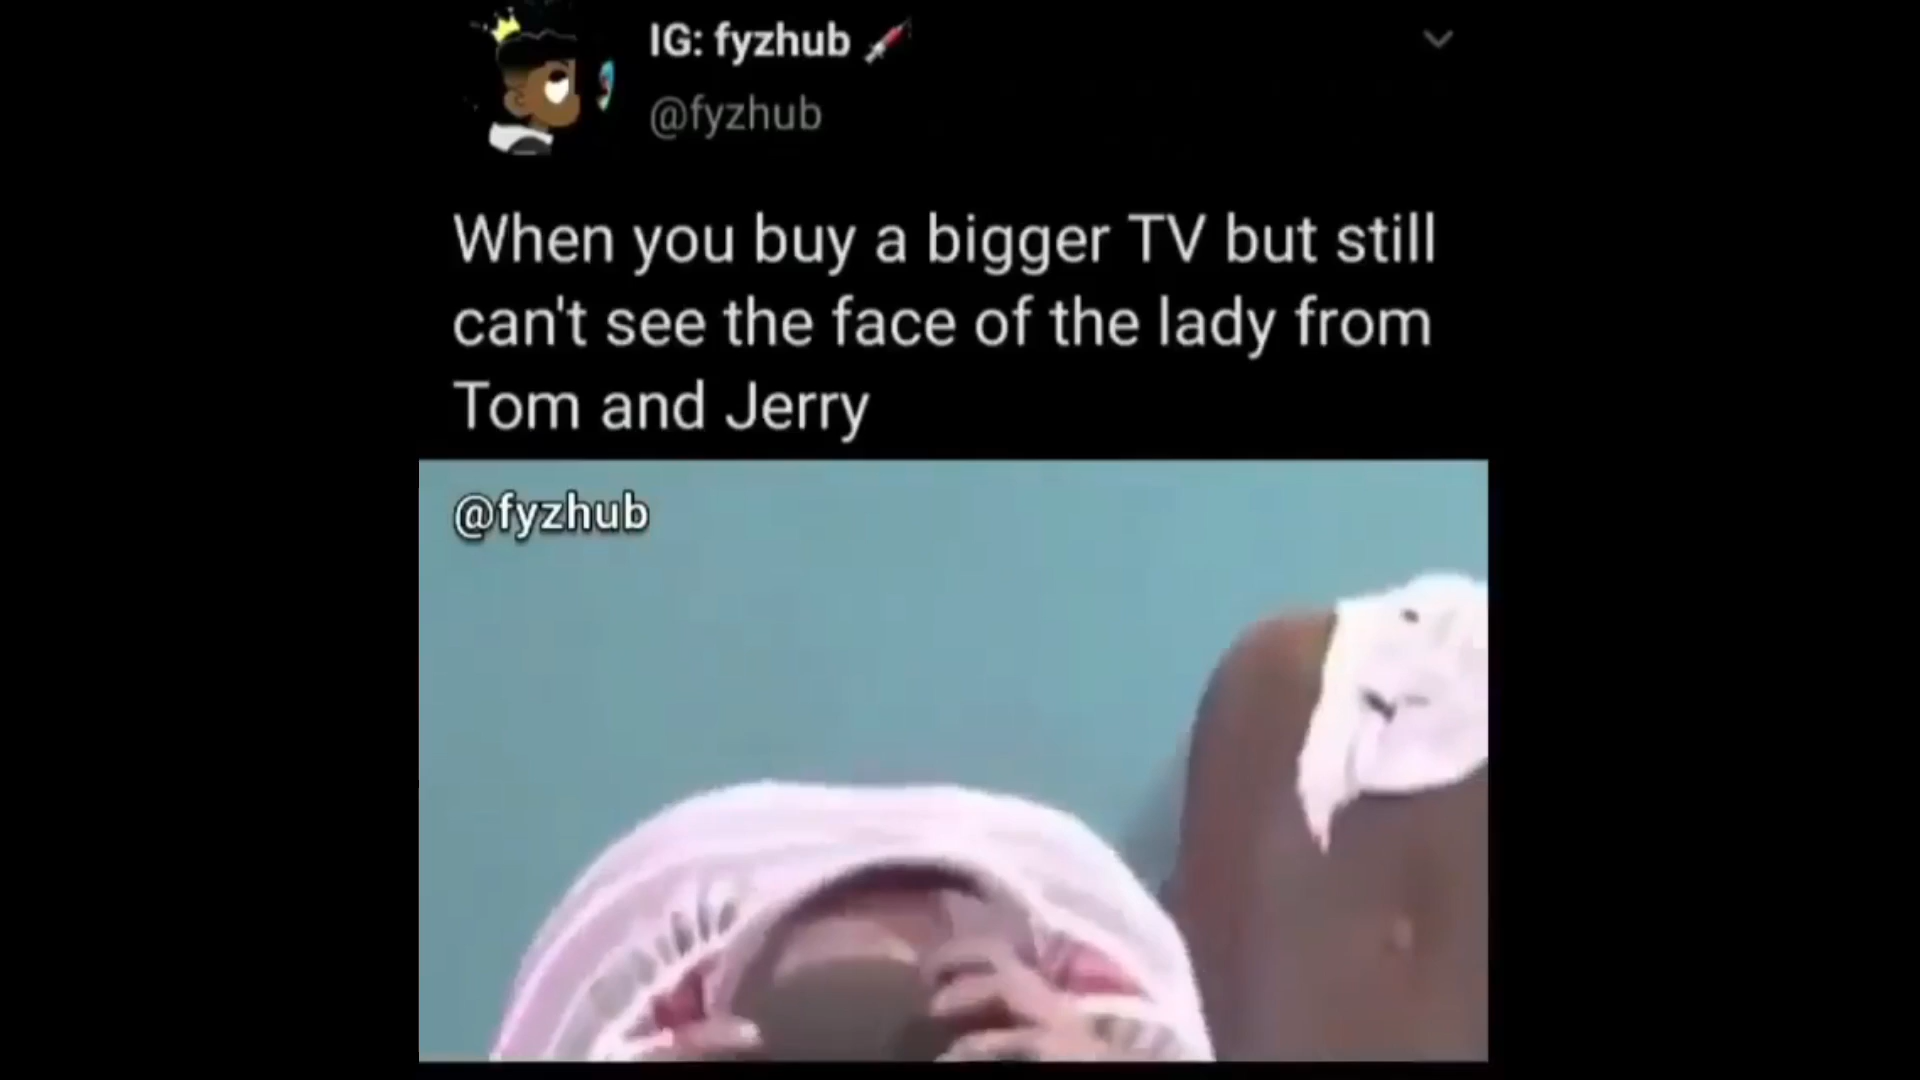 IG: fyzhub
@fyzhub
When you buy a bigger TV but still
can't see the face of the lady from
Tom and Jerry
@fyzhub